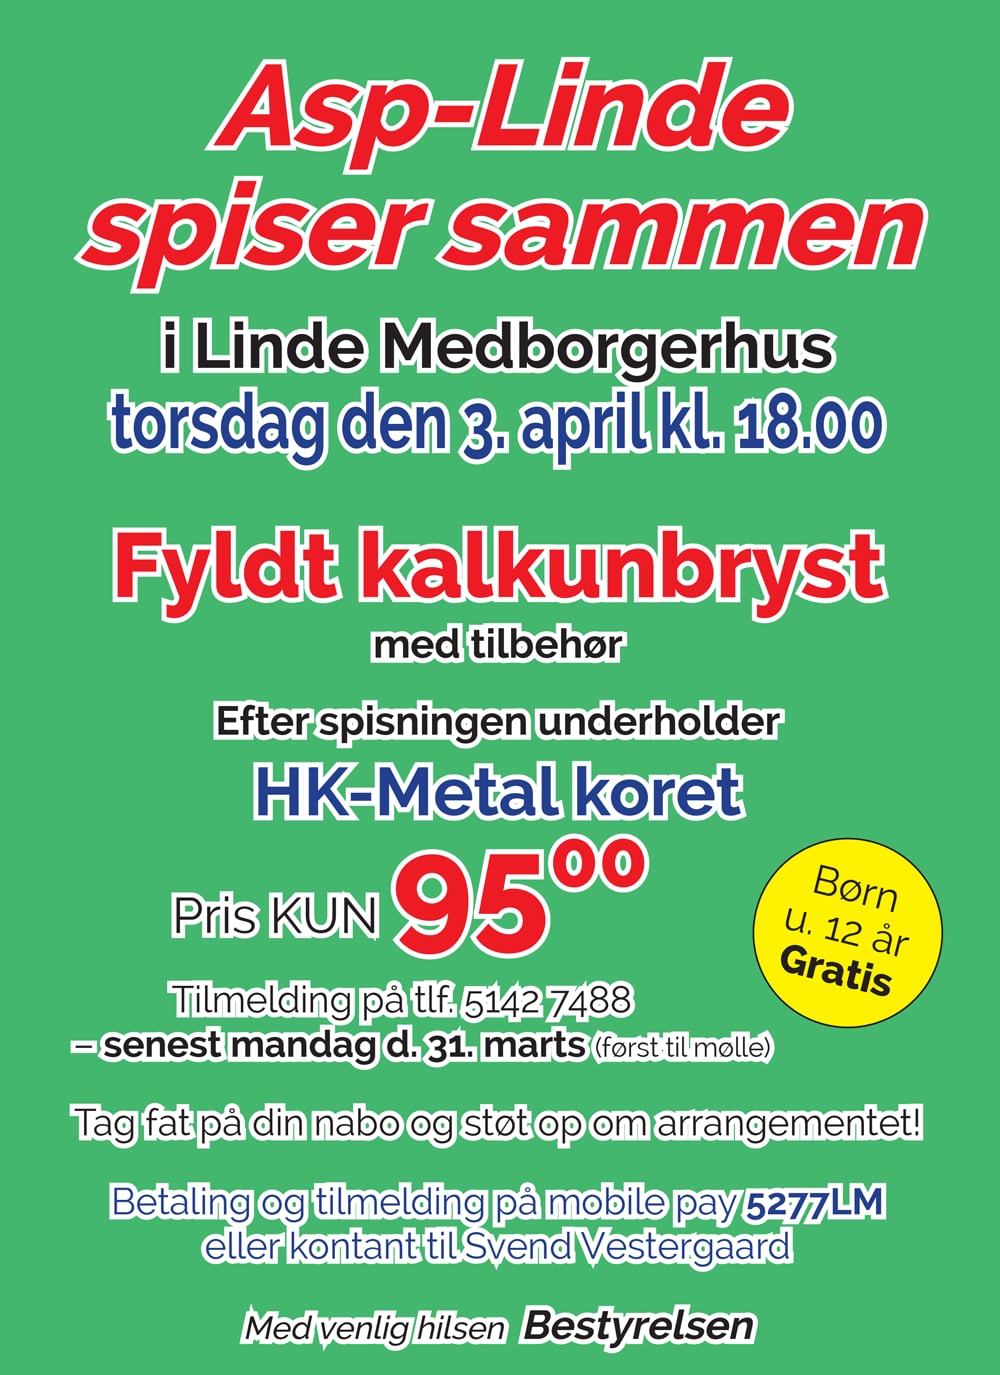 Asp-Linde
spiser sammen
i Linde Medborgerhus
torsdag den 3. april kl. 18.00
Fyldt kalkunbryst
med tilbehør
Efter spisningen underholder
HK-Metal koret
Pris KUN 95⁰⁰
Børn
u. 12 år
Gratis
Tilmelding på tlf. 5142 7488
– senest mandag d. 31. marts (først til mølle)
Tag fat på din nabo og støt op om arrangementet!
Betaling og tilmelding på mobile pay 5277LM
eller kontant til Svend Vestergaard
Med venlig hilsen Bestyrelsen